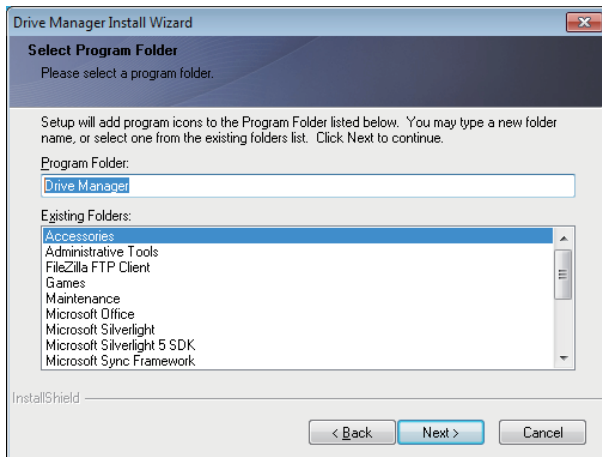 Drive Manager Install Wizard
Select Program Folder
Please select a program folder.
Setup will add program icons to the Program Folder listed below. You may type a new folder
name, or select one from the existing folders list. Click Next to continue.
Program Folder:
Drive Manager
Existing Folders:
Accessories
Administrative Tools
FileZilla FTP Client
Games
Maintenance
Microsoft Office
Microsoft Silverlight
Microsoft Silverlight 5 SDK
Microsoft Sync Framework
InstallShield
< Back Next > Cancel